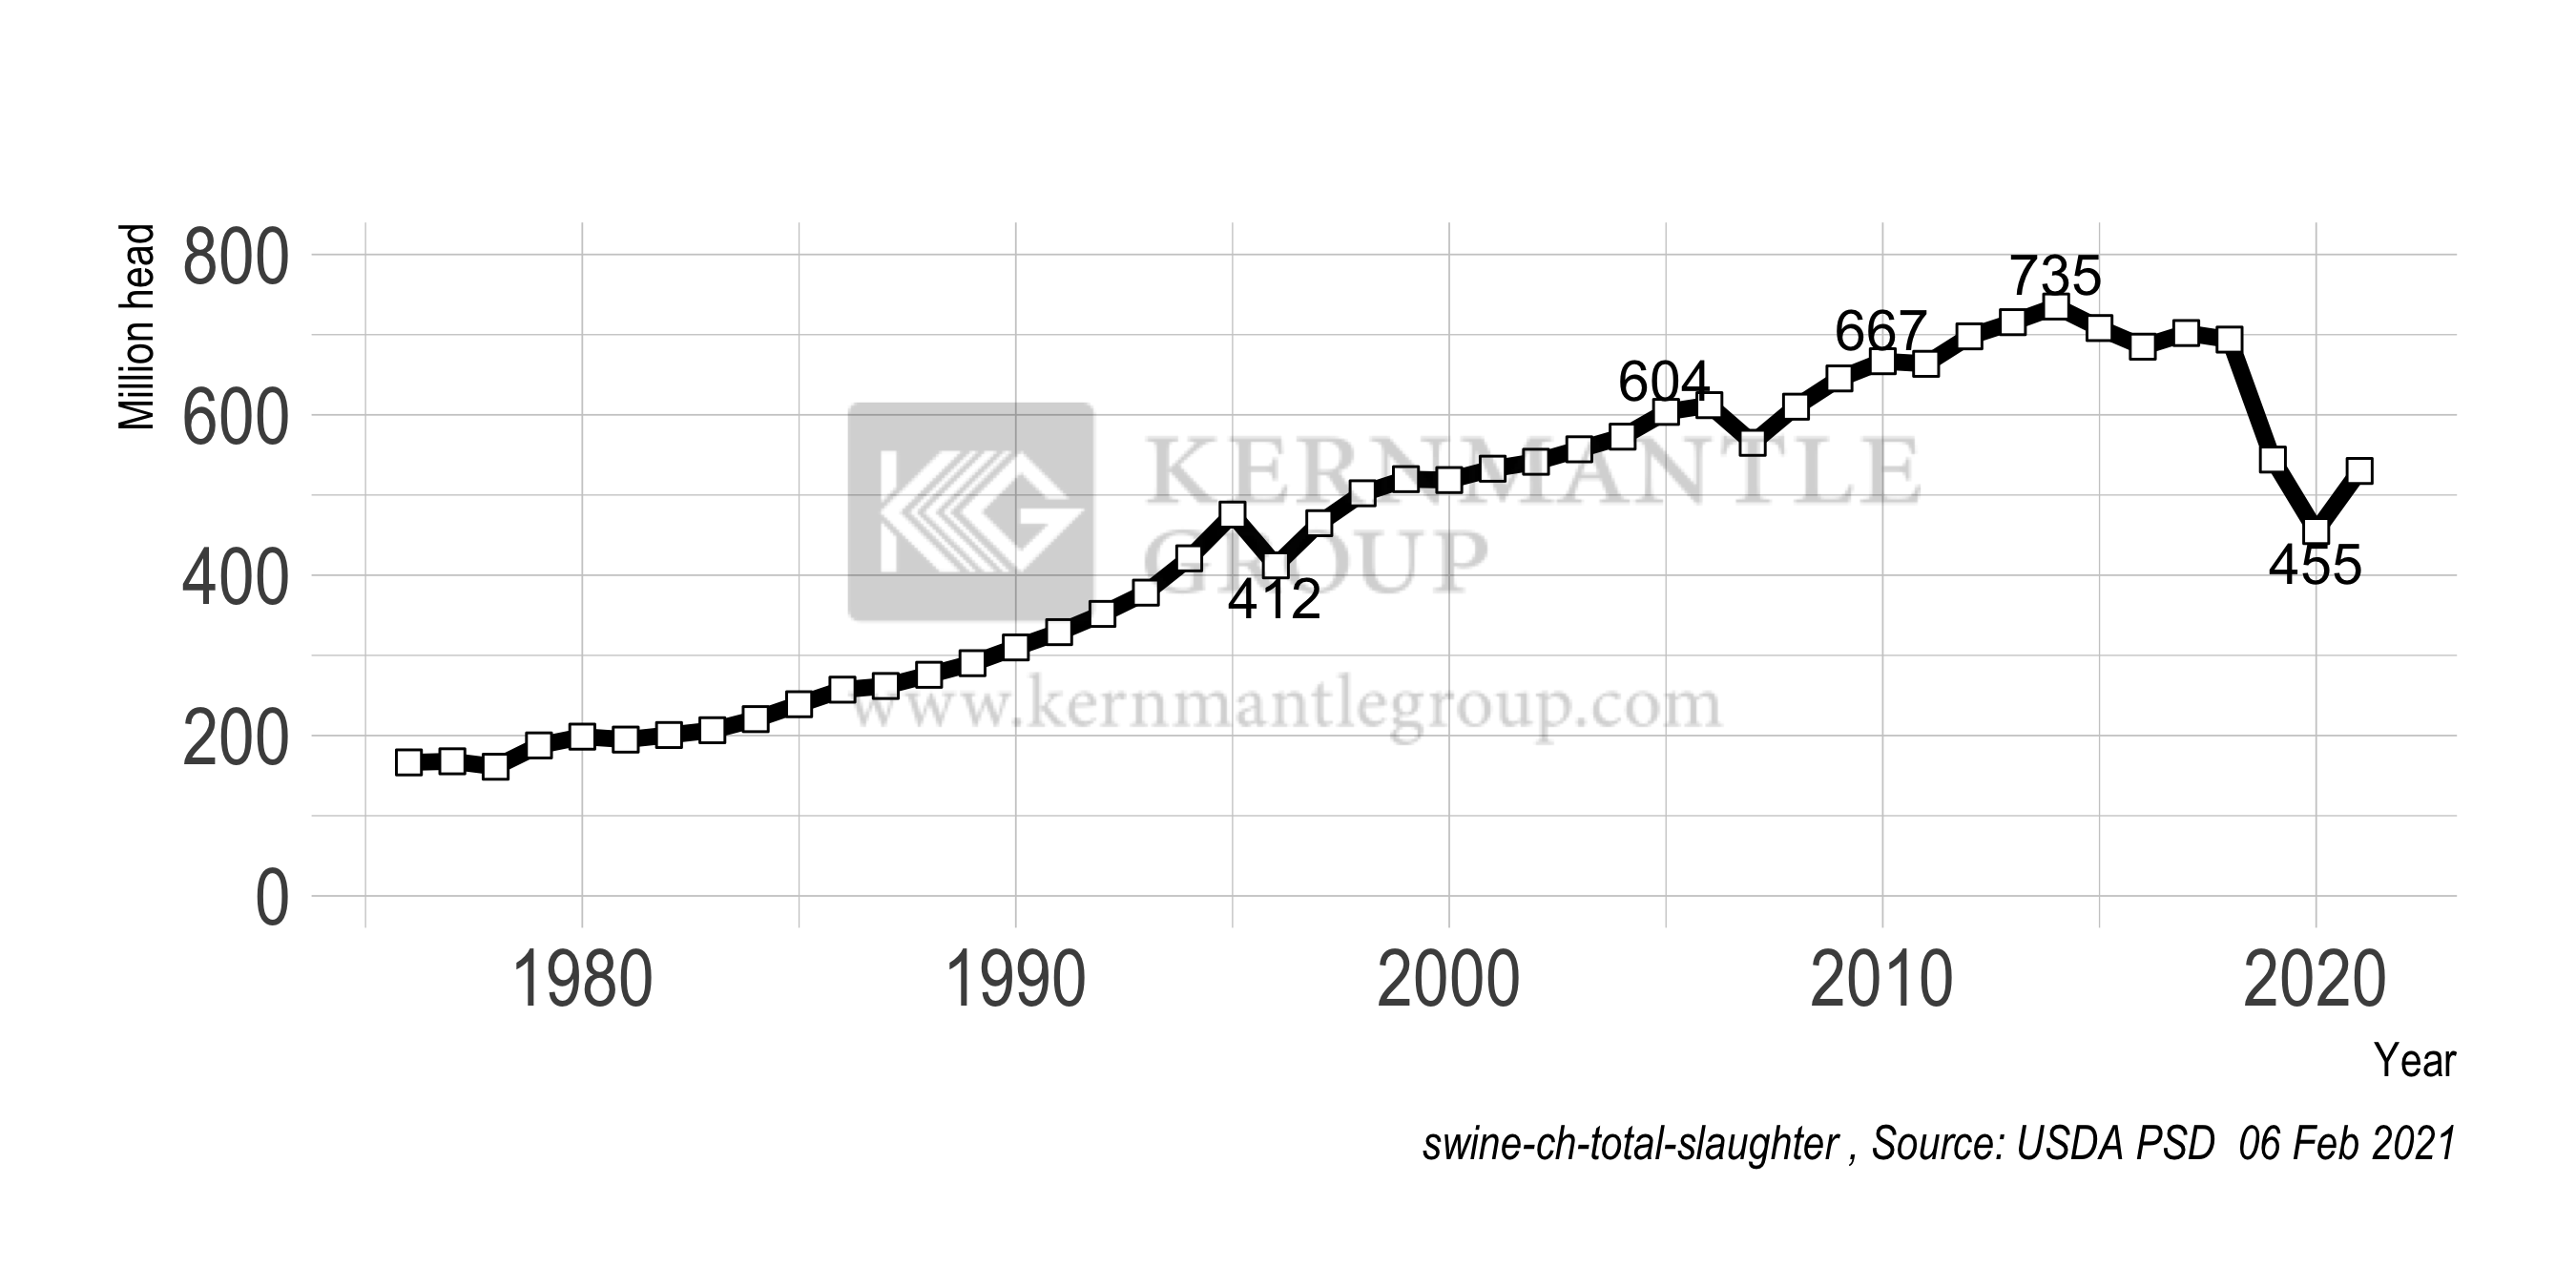 Million head
800
600
400
200
0
735
667
604
412
455
KERNMANTLE
GROUP
www.kernmantlegroup.com
1980 1990 2000 2010 2020
Year
swine-ch-total-slaughter , Source: USDA PSD 06 Feb 2021